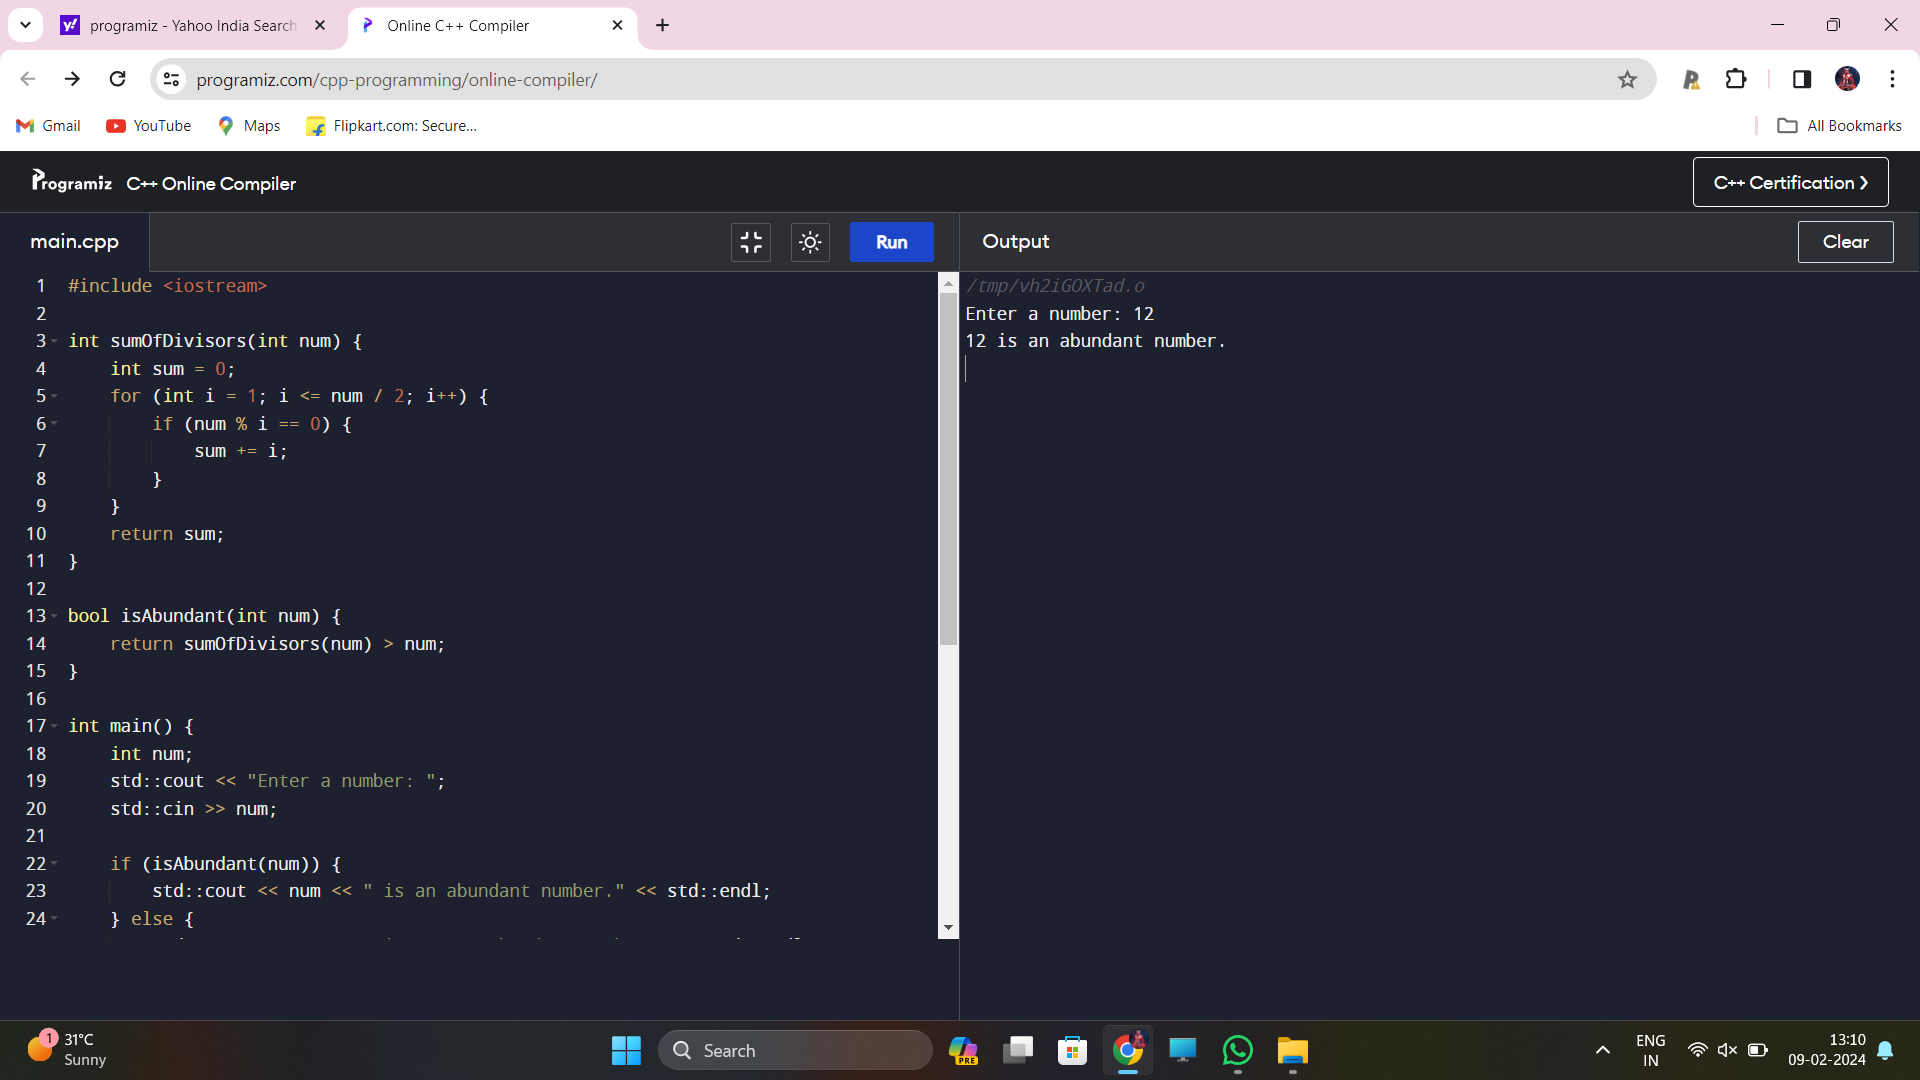 programiz - Yahoo India Search
Online C++ Compiler
programiz.com/cpp-programming/online-compiler/
Gmail
YouTube
Maps
Flipkart.com: Secure...
All Bookmarks
Programiz C++ Online Compiler
C++ Certification >
main.cpp
Run
Output
Clear
1 #include <iostream>
2
3 int sumOfDivisors(int num) {
4     int sum = 0;
5     for (int i = 1; i <= num / 2; i++) {
6         if (num % i == 0) {
7             sum += i;
8         }
9     }
10     return sum;
11 }
12
13 bool isAbundant(int num) {
14     return sumOfDivisors(num) > num;
15 }
16
17 int main() {
18     int num;
19     std::cout << "Enter a number: ";
20     std::cin >> num;
21
22     if (isAbundant(num)) {
23         std::cout << num << " is an abundant number." << std::endl;
24     } else {
/tmp/vh2iGOXTad.o
Enter a number: 12
12 is an abundant number.
1
31°C
Sunny
Search
PRE
ENG
IN
13:10
09-02-2024